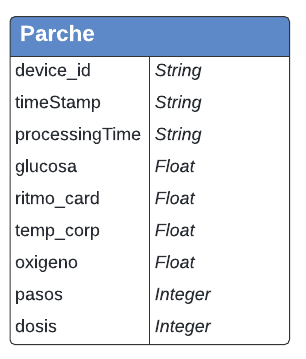 Parche
device_id String
timeStamp String
processingTime String
glucosa Float
ritmo_card Float
temp_corp Float
oxigeno Float
pasos Integer
dosis Integer